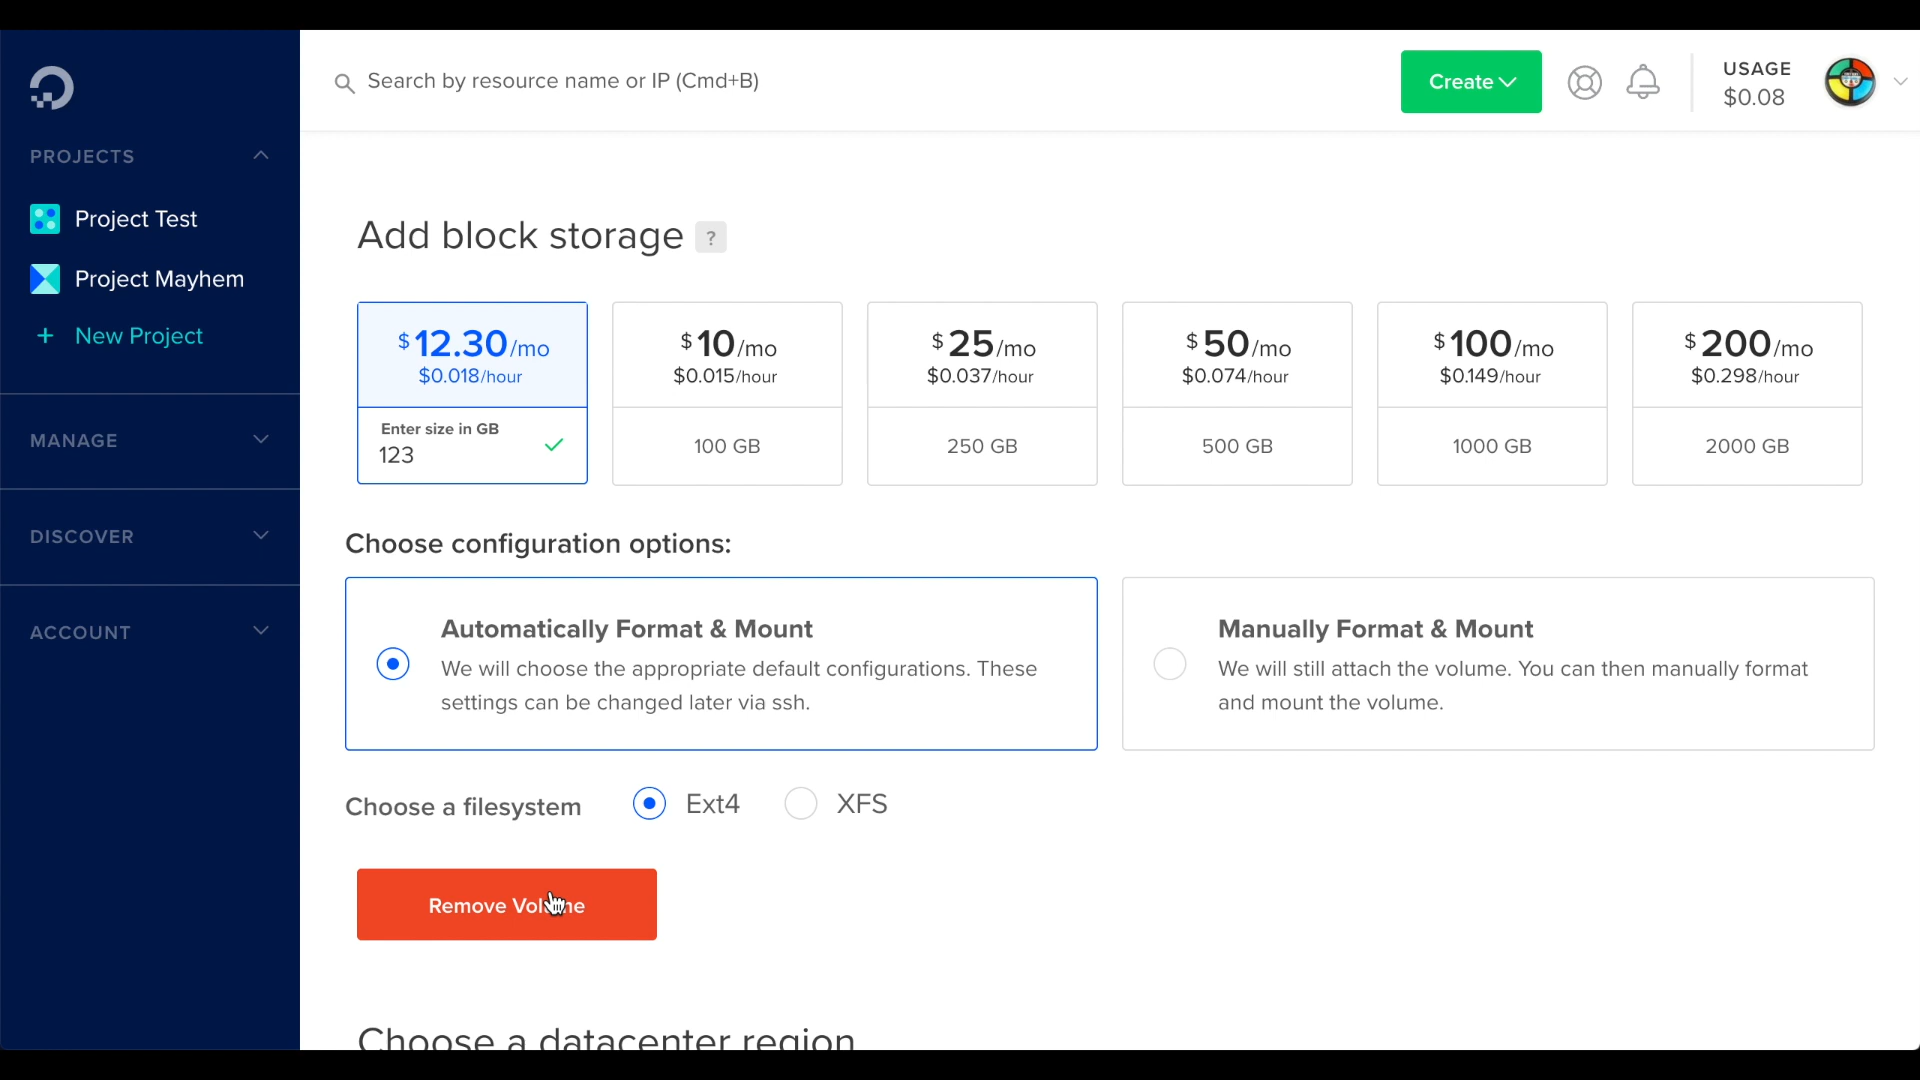 Search by resource name or IP (Cmd+B)
Create
USAGE
$0.08
PROJECTS
Project Test
Project Mayhem
+ New Project
MANAGE
DISCOVER
ACCOUNT
Add block storage ?
$12.30/mo
$0.018/hour
Enter size in GB
123
$10/mo
$0.015/hour
100 GB
$25/mo
$0.037/hour
250 GB
$50/mo
$0.074/hour
500 GB
$100/mo
$0.149/hour
1000 GB
$200/mo
$0.298/hour
2000 GB
Choose configuration options:
Automatically Format & Mount
We will choose the appropriate default configurations. These
settings can be changed later via ssh.
Manually Format & Mount
We will still attach the volume. You can then manually format
and mount the volume.
Choose a filesystem
Ext4
XFS
Remove Volume
Choose a datacenter region